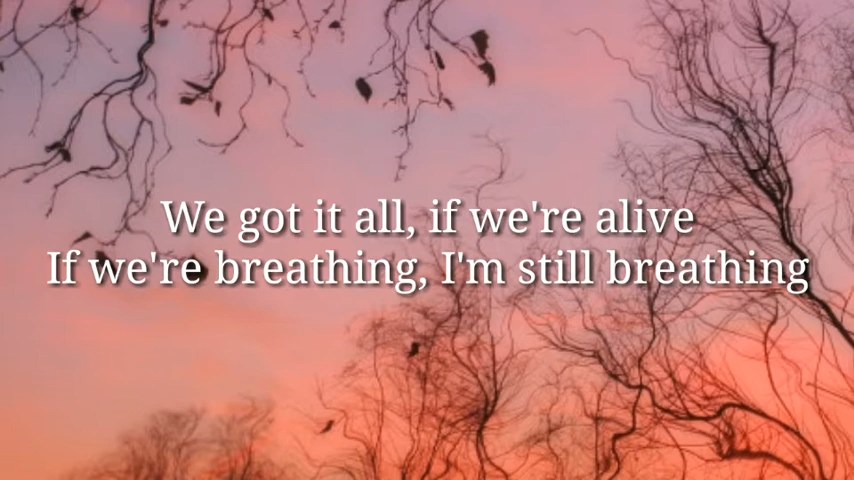 We got it all, if we're alive
If we're breathing, I'm still breathing